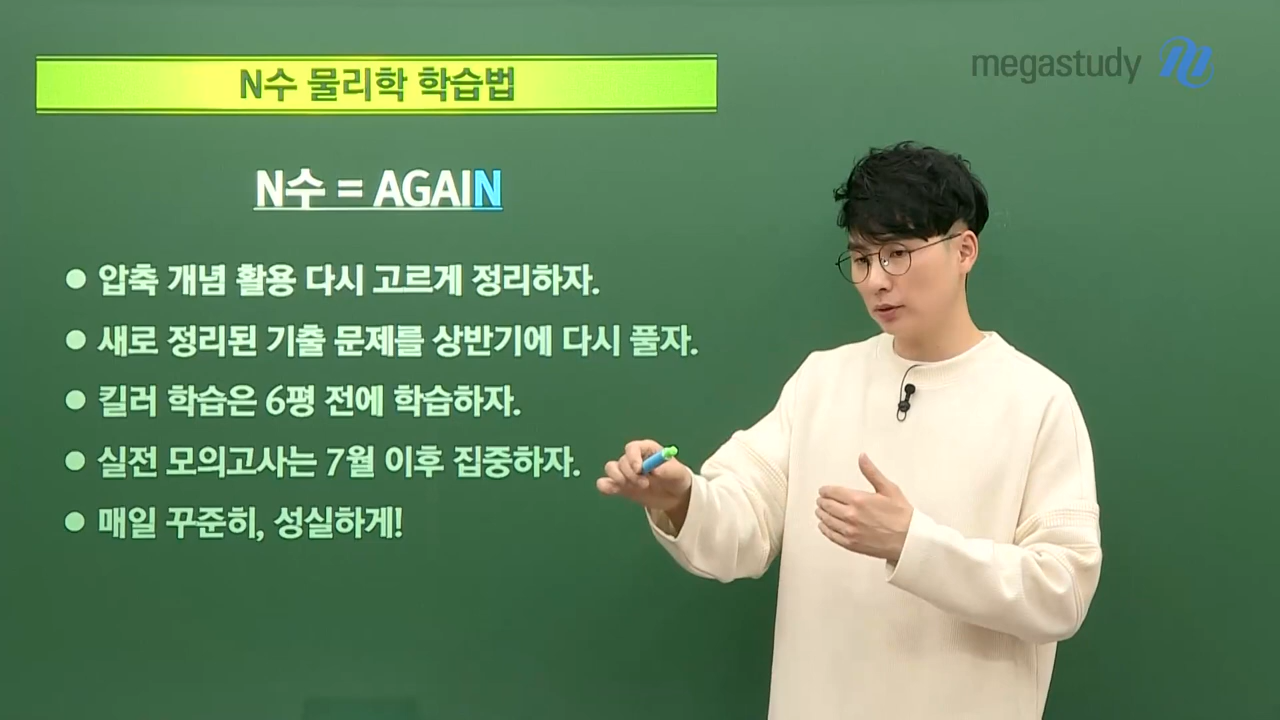 N수 물리학 학습법
megastudy
N수 = AGAIN
● 압축 개념 활용 다시 고르게 정리하자.
● 새로 정리된 기출 문제를 상반기에 다시 풀자.
● 킬러 학습은 6평 전에 학습하자.
● 실전 모의고사는 7월 이후 집중하자.
● 매일 꾸준히, 성실하게!